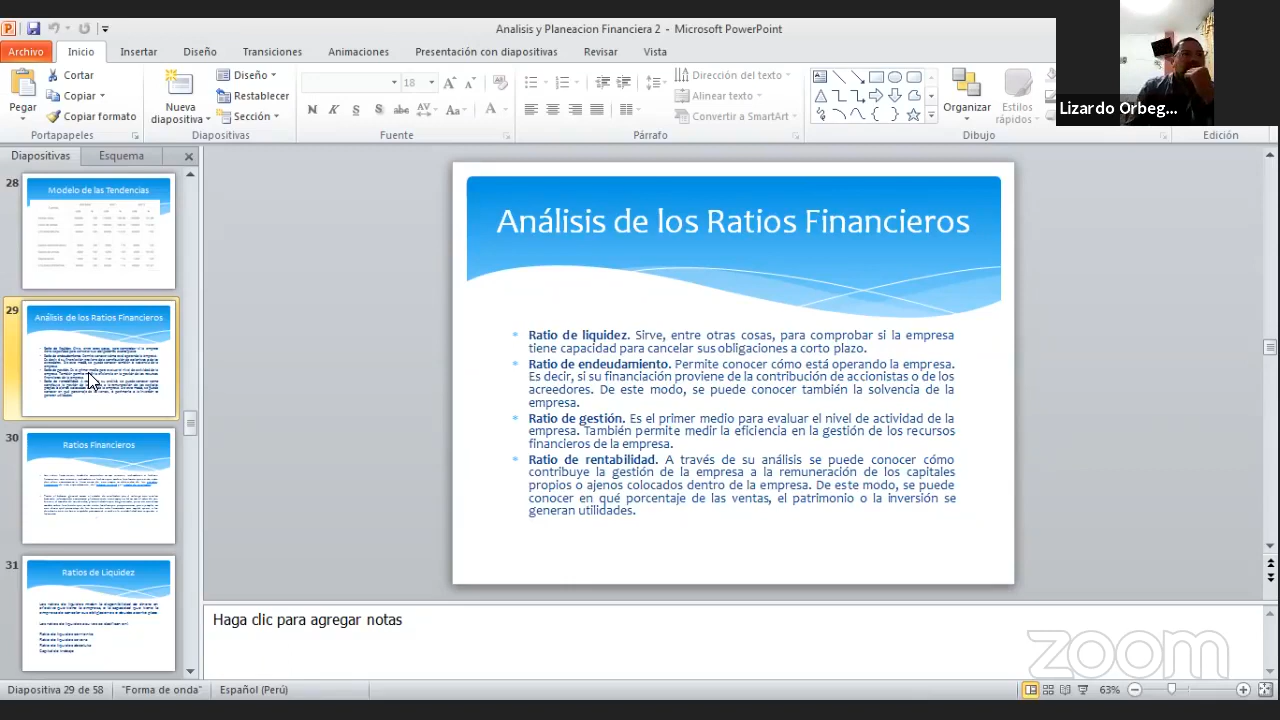 Analisis y Planeacion Financiera 2 - Microsoft PowerPoint
Archivo Inicio Insertar Diseño Transiciones Animaciones Presentación con diapositivas Revisar Vista
Pegar
Cortar
Copiar
Copiar formato
Portapapeles
Nueva
diapositiva
Diseño
Restablecer
Sección
Diapositivas
18
Fuente
Dirección del texto
Alinear texto
Convertir a SmartArt
Párrafo
Organizar
Estilos
rápidos
Dibujo
Edición
Lizardo Orbeg...
Diapositivas Esquema
28
Modelo de las Tendencias
29
Análisis de los Ratios Financieros
30
Ratios Financieros
31
Ratios de Liquidez
Análisis de los Ratios Financieros
Ratio de liquidez. Sirve, entre otras cosas, para comprobar si la empresa
tiene capacidad para cancelar sus obligaciones a corto plazo.
Ratio de endeudamiento. Permite conocer cómo está operando la empresa.
Es decir, si su financiación proviene de la contribución de accionistas o de los
acreedores. De este modo, se puede conocer también la solvencia de la
empresa.
Ratio de gestión. Es el primer medio para evaluar el nivel de actividad de la
empresa. También permite medir la eficiencia en la gestión de los recursos
financieros de la empresa.
Ratio de rentabilidad. A través de su análisis se puede conocer cómo
contribuye la gestión de la empresa a la remuneración de los capitales
propios o ajenos colocados dentro de la empresa. De este modo, se puede
conocer en qué porcentaje de las ventas, el patrimonio o la inversión se
generan utilidades.
Haga clic para agregar notas
zoom
Diapositiva 29 de 58 "Forma de onda" Español (Perú) 63%